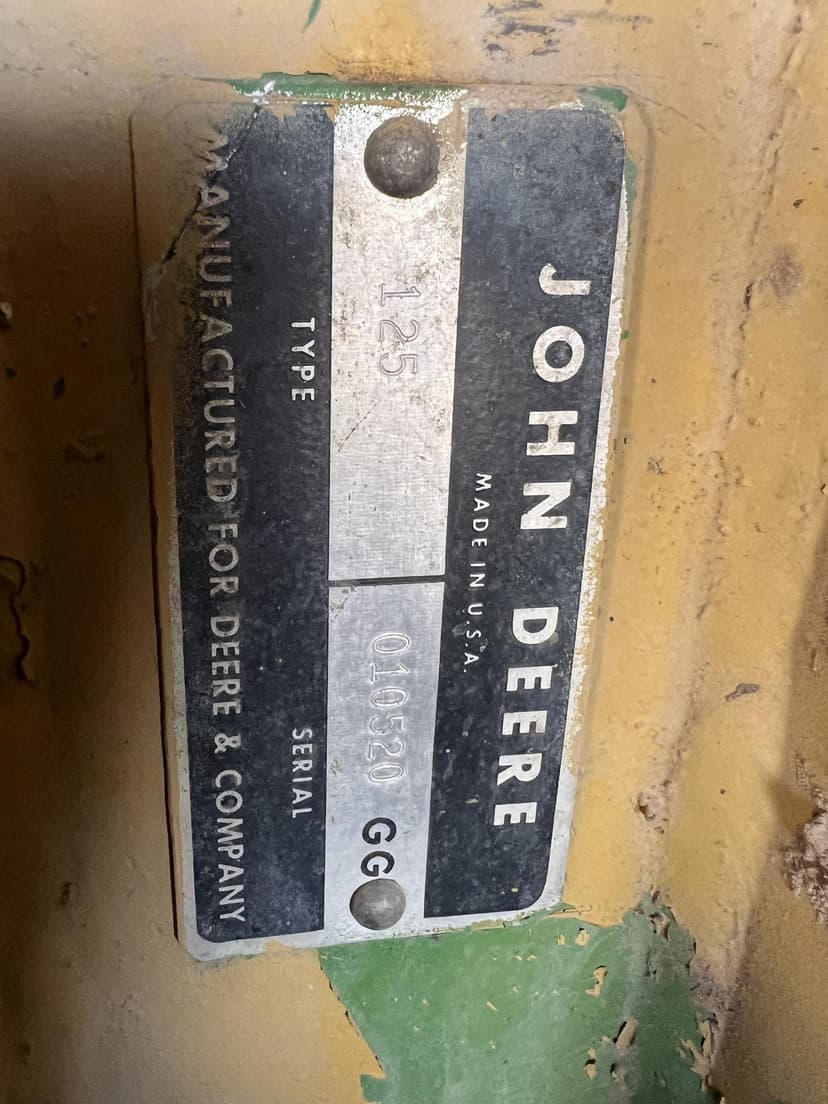 JOHN DEERE
MADE IN U.S.A.
125 010520 GG
TYPE SERIAL
MANUFACTURED FOR DEERE & COMPANY